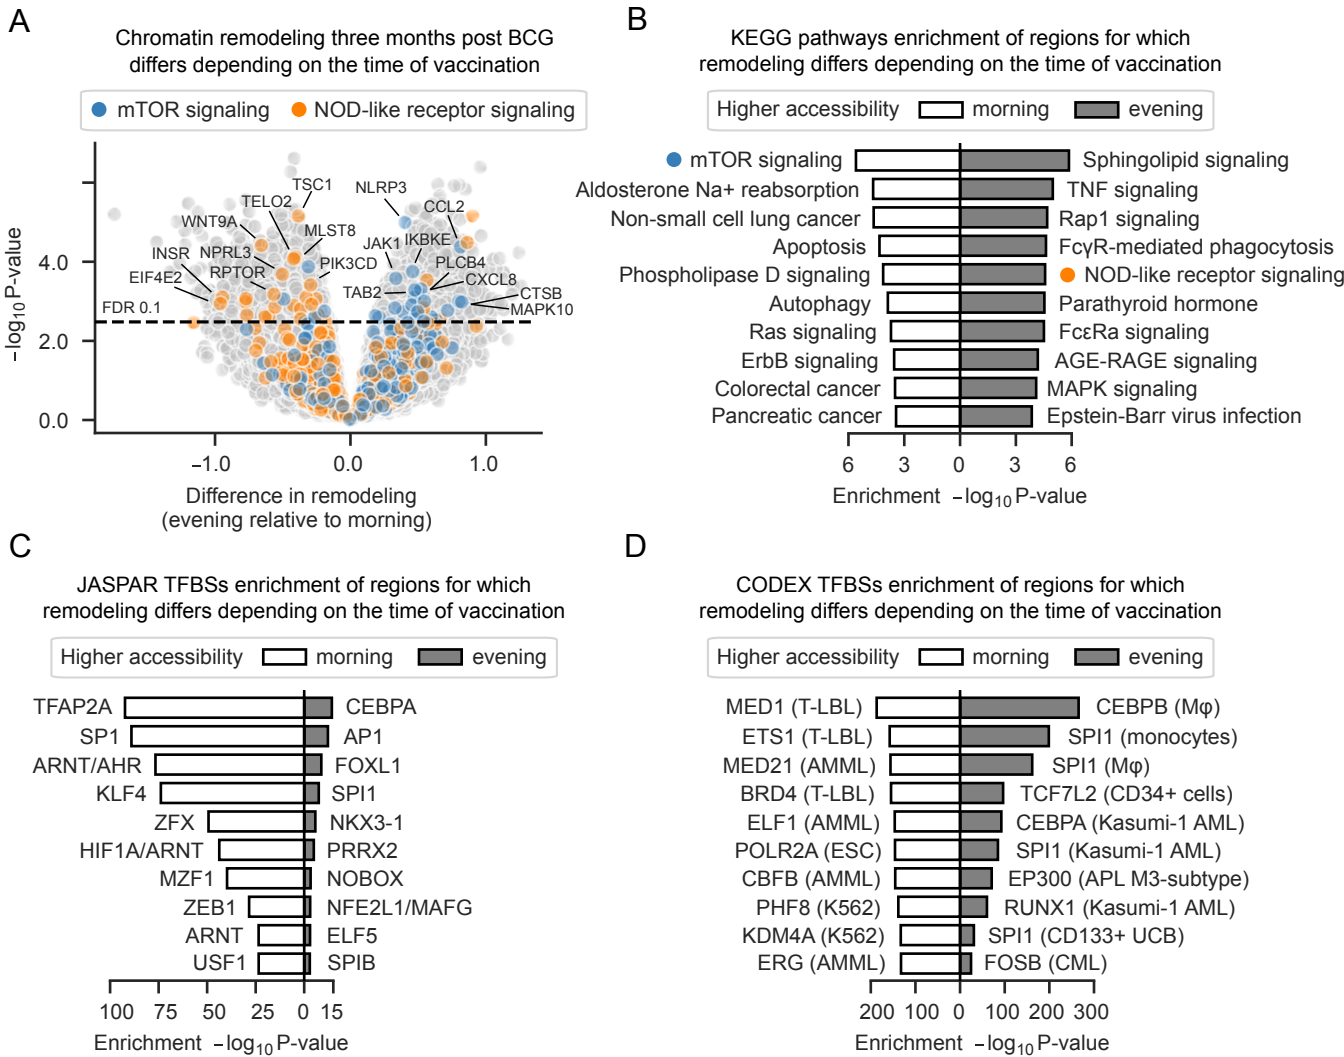 A
Chromatin remodeling three months post BCG
differs depending on the time of vaccination
mTOR signaling
NOD-like receptor signaling
TSC1
NLRP3
TELO2
CCL2
WNT9A
MLST8
JAK1
IKBKE
INSR
NPRL3
PIK3CD
PLCB4
EIF4E2
RPTOR
CXCL8
TAB2
CTSB
FDR 0.1
MAPK10
−log10 P-value
4.0
2.0
0.0
−1.0
0.0
1.0
Difference in remodeling
(evening relative to morning)
B
KEGG pathways enrichment of regions for which
remodeling differs depending on the time of vaccination
Higher accessibility morning evening
mTOR signaling Sphingolipid signaling
Aldosterone Na+ reabsorption TNF signaling
Non-small cell lung cancer Rap1 signaling
Apoptosis FcγR-mediated phagocytosis
Phospholipase D signaling NOD-like receptor signaling
Autophagy Parathyroid hormone
Ras signaling FcεRa signaling
ErbB signaling AGE-RAGE signaling
Colorectal cancer MAPK signaling
Pancreatic cancer Epstein-Barr virus infection
6 3 0 3 6
Enrichment −log10 P-value
C
JASPAR TFBSs enrichment of regions for which
remodeling differs depending on the time of vaccination
Higher accessibility morning evening
TFAP2A CEBPA
SP1 AP1
ARNT/AHR FOXL1
KLF4 SPI1
ZFX NKX3-1
HIF1A/ARNT PRRX2
MZF1 NOBOX
ZEB1 NFE2L1/MAFG
ARNT ELF5
USF1 SPIB
100 75 50 25 0 15
Enrichment −log10 P-value
D
CODEX TFBSs enrichment of regions for which
remodeling differs depending on the time of vaccination
Higher accessibility morning evening
MED1 (T-LBL) CEBPB (Mφ)
ETS1 (T-LBL) SPI1 (monocytes)
MED21 (AMML) SPI1 (Mφ)
BRD4 (T-LBL) TCF7L2 (CD34+ cells)
ELF1 (AMML) CEBPA (Kasumi-1 AML)
POLR2A (ESC) SPI1 (Kasumi-1 AML)
CBFB (AMML) EP300 (APL M3-subtype)
PHF8 (K562) RUNX1 (Kasumi-1 AML)
KDM4A (K562) SPI1 (CD133+ UCB)
ERG (AMML) FOSB (CML)
200 100 0 100 200 300
Enrichment −log10 P-value